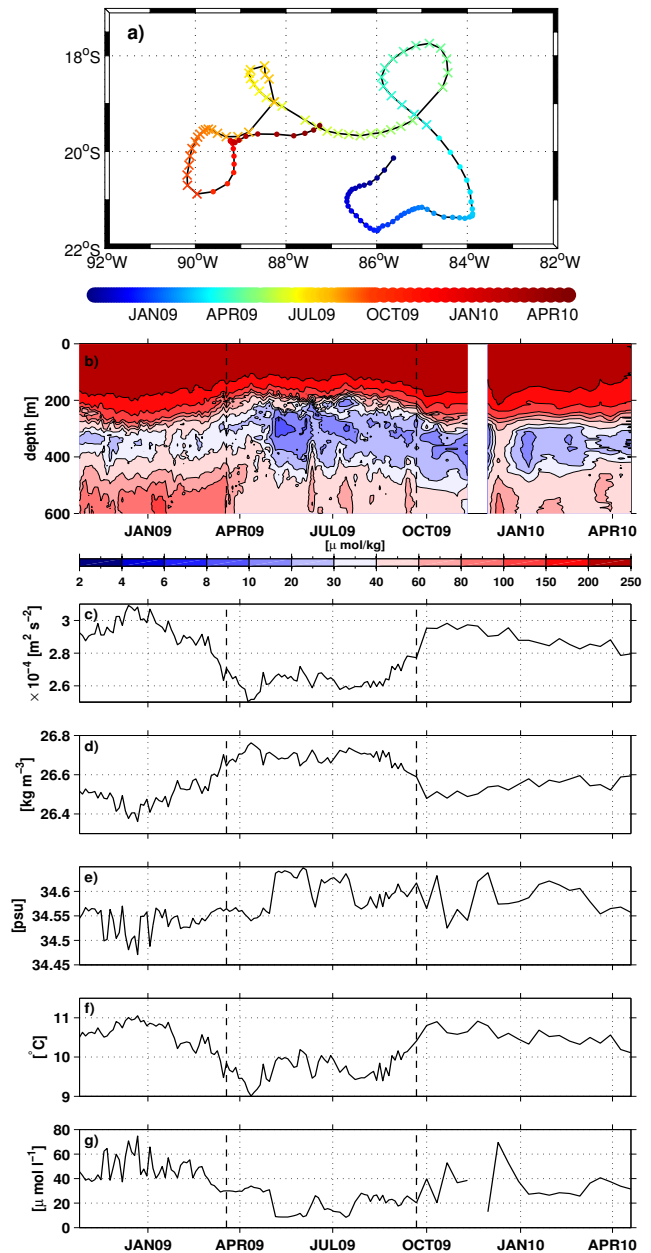 a)
18°S
20°S
22°S
92°W 90°W 88°W 86°W 84°W 82°W
JAN09 APR09 JUL09 OCT09 JAN10 APR10
b)
depth [m]
0
200
400
600
JAN09 APR09 JUL09 OCT09 JAN10 APR10
[μ mol/kg]
2 4 6 8 10 20 30 40 60 80 100 150 200 250
c)
× 10⁻⁴ [m² s⁻²]
3
2.8
2.6
d)
[kg m⁻³]
26.8
26.6
26.4
e)
[psu]
34.6
34.55
34.5
34.45
f)
[°C]
11
10
9
g)
[μ mol l⁻¹]
80
60
40
20
0
JAN09 APR09 JUL09 OCT09 JAN10 APR10